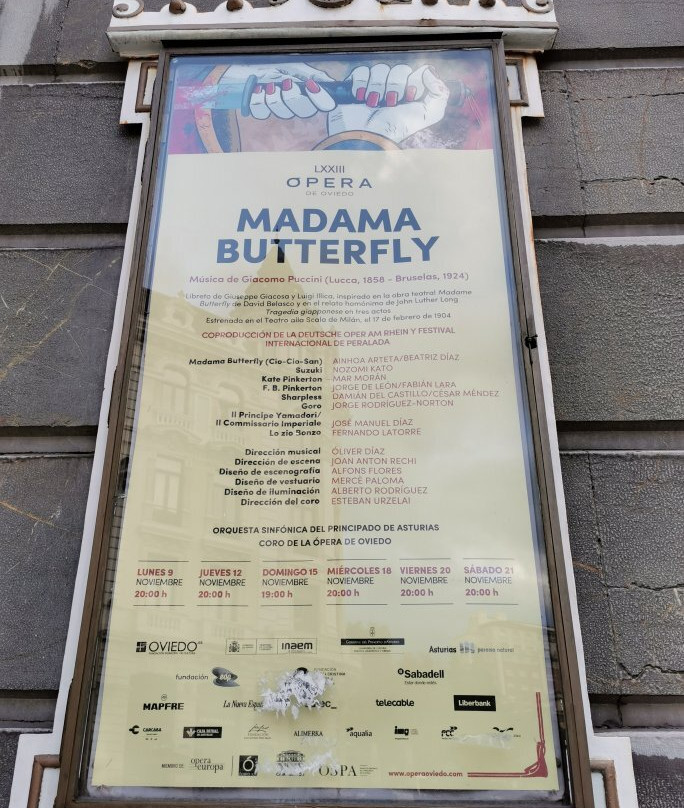 LXXIII
ÓPERA
DE OVIEDO
MADAMA
BUTTERFLY
Música de Giacomo Puccini (Lucca, 1858 – Bruselas, 1924)
Libreto de Giuseppe Giacosa y Luigi Illica, inspirado en la obra teatral Madame
Butterfly de David Belasco y en el relato homónimo de John Luther Long
Tragedia giapponese en tres actos
Estrenada en el Teatro alla Scala de Milán, el 17 de febrero de 1904
COPRODUCCIÓN DE LA DEUTSCHE OPER AM RHEIN Y FESTIVAL
INTERNACIONAL DE PERALADA
Madama Butterfly (Cio-Cio-San) AINHOA ARTETA/BEATRIZ DÍAZ
Suzuki NOZOMI KATO
Kate Pinkerton MAR MORÁN
F. B. Pinkerton JORGE DE LEÓN/FABIÁN LARA
Sharpless DAMIÁN DEL CASTILLO/CÉSAR MÉNDEZ
Goro JORGE RODRÍGUEZ-NORTON
Il Principe Yamadori/
Il Commissario Imperiale JOSÉ MANUEL DÍAZ
Lo zio Bonzo FERNANDO LATORRE
Dirección musical ÓLIVER DÍAZ
Dirección de escena JOAN ANTON RECHI
Diseño de escenografía ALFONS FLORES
Diseño de vestuario MERCÈ PALOMA
Diseño de iluminación ALBERTO RODRÍGUEZ
Dirección del coro ESTEBAN URZELAI
ORQUESTA SINFÓNICA DEL PRINCIPADO DE ASTURIAS
CORO DE LA ÓPERA DE OVIEDO
LUNES 9 JUEVES 12 DOMINGO 15 MIÉRCOLES 18 VIERNES 20 SÁBADO 21
NOVIEMBRE NOVIEMBRE NOVIEMBRE NOVIEMBRE NOVIEMBRE NOVIEMBRE
20:00 h 20:00 h 19:00 h 20:00 h 20:00 h 20:00 h
OVIEDO inaem Asturias paraíso natural
fundación Sabadell
MAPFRE La Nueva España telecable Liberbank
CARCABA CAJA RURAL ALIMERKA aqualia img fcc
MIEMBRO DE opera europa OSPA
www.operaoviedo.com